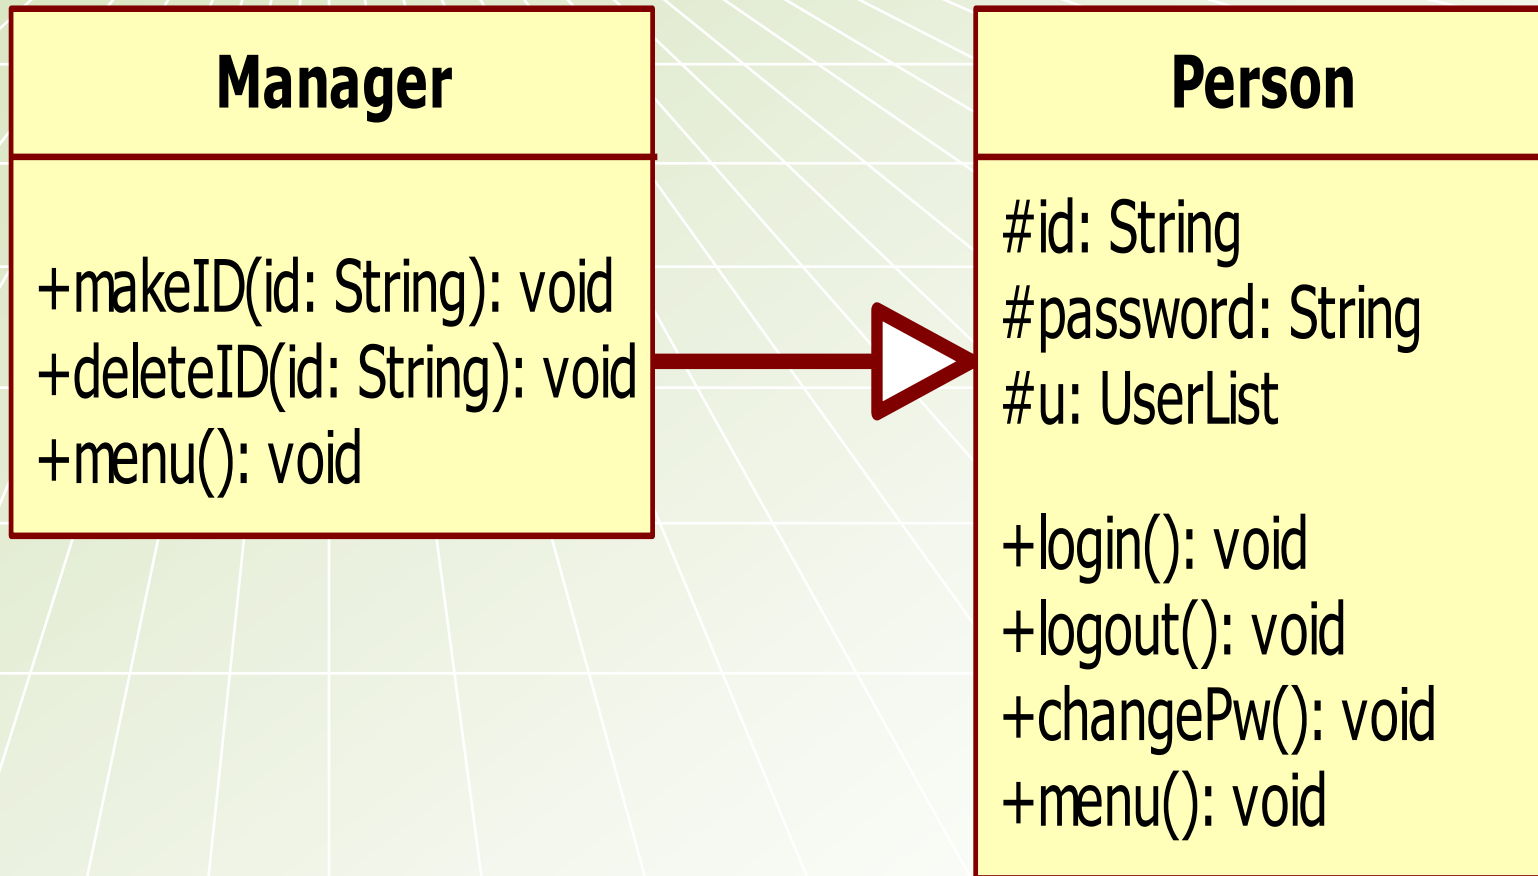 Manager
+makeID(id: String): void
+deleteID(id: String): void
+menu(): void
Person
#id: String
#password: String
#u: UserList
+login(): void
+logout(): void
+changePw(): void
+menu(): void